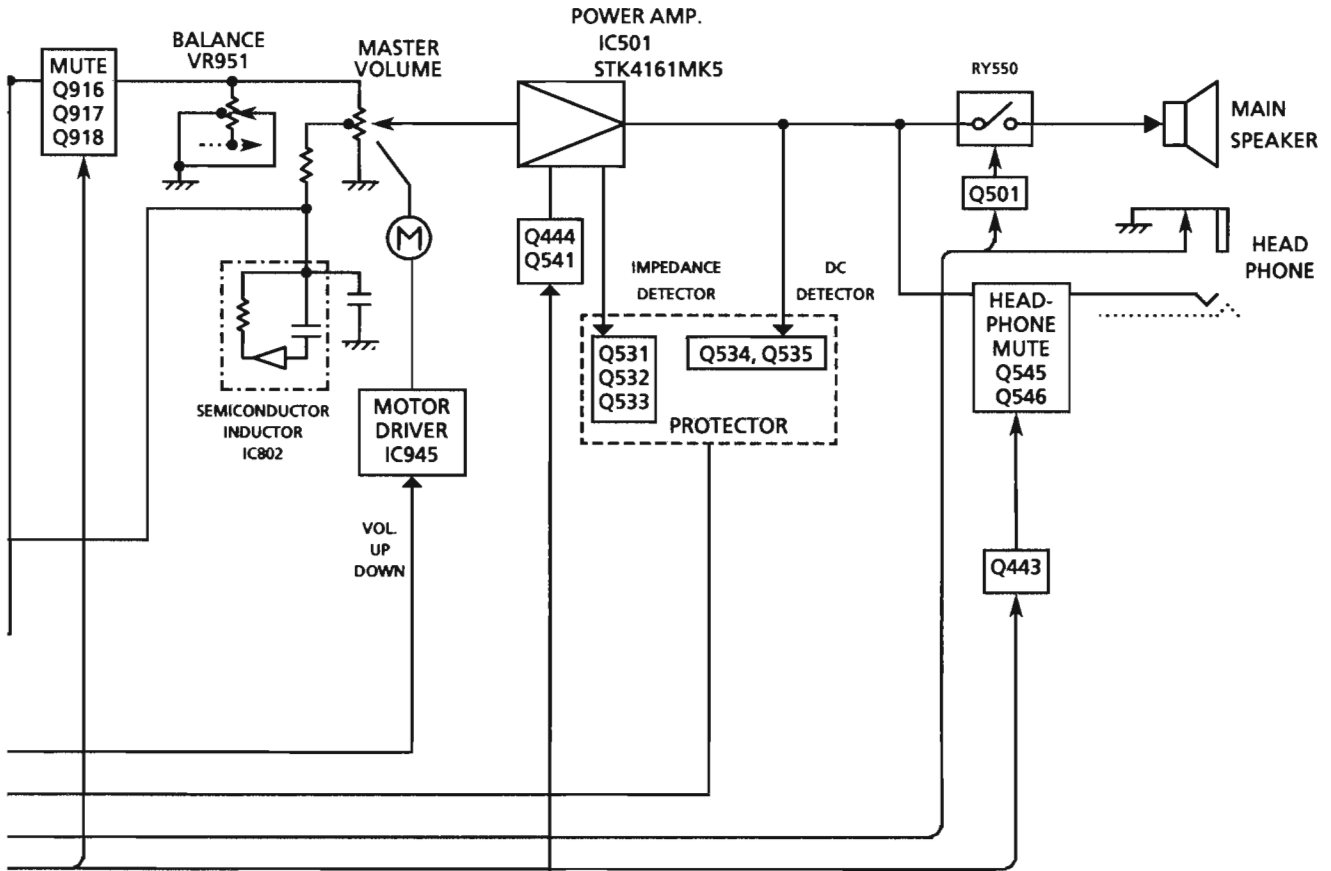 POWER AMP.
IC501
STK4161MK5
BALANCE
VR951
MASTER
VOLUME
MUTE
Q916
Q917
Q918
RY550
MAIN
SPEAKER
Q501
M
Q444
Q541
IMPEDANCE
DETECTOR
DC
DETECTOR
HEAD
PHONE
HEAD-
PHONE
MUTE
Q545
Q546
Q531
Q532
Q533
Q534, Q535
PROTECTOR
SEMICONDUCTOR
INDUCTOR
IC802
MOTOR
DRIVER
IC945
VOL.
UP
DOWN
Q443